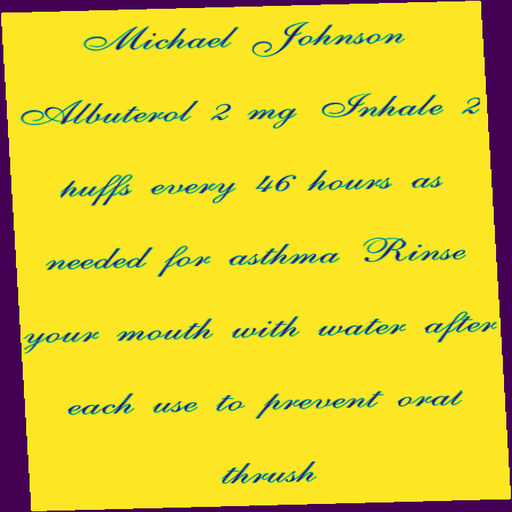 Michael Johnson
Albuterol 2 mg Inhale 2
puffs every 46 hours as
needed for asthma Rinse
your mouth with water after
each use to prevent oral
thrush